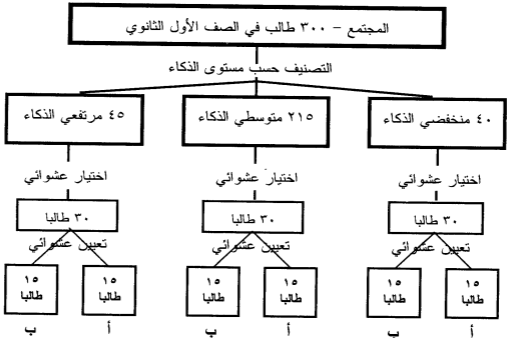 المجتمع - ٣٠٠ طالب في الصف الأول الثانوي
التصنيف حسب مستوى الذكاء
٤٠ منخفضي الذكاء
٢١٥ متوسطي الذكاء
٤٥ مرتفعي الذكاء
اختيار عشوائي
اختيار عشوائي
اختيار عشوائي
٣٠ طالبا
٣٠ طالبا
٣٠ طالبا
تعيين عشوائي
تعيين عشوائي
تعيين عشوائي
١٥ طالبا
١٥ طالبا
١٥ طالبا
١٥ طالبا
١٥ طالبا
١٥ طالبا
أ
ب
أ
ب
أ
ب